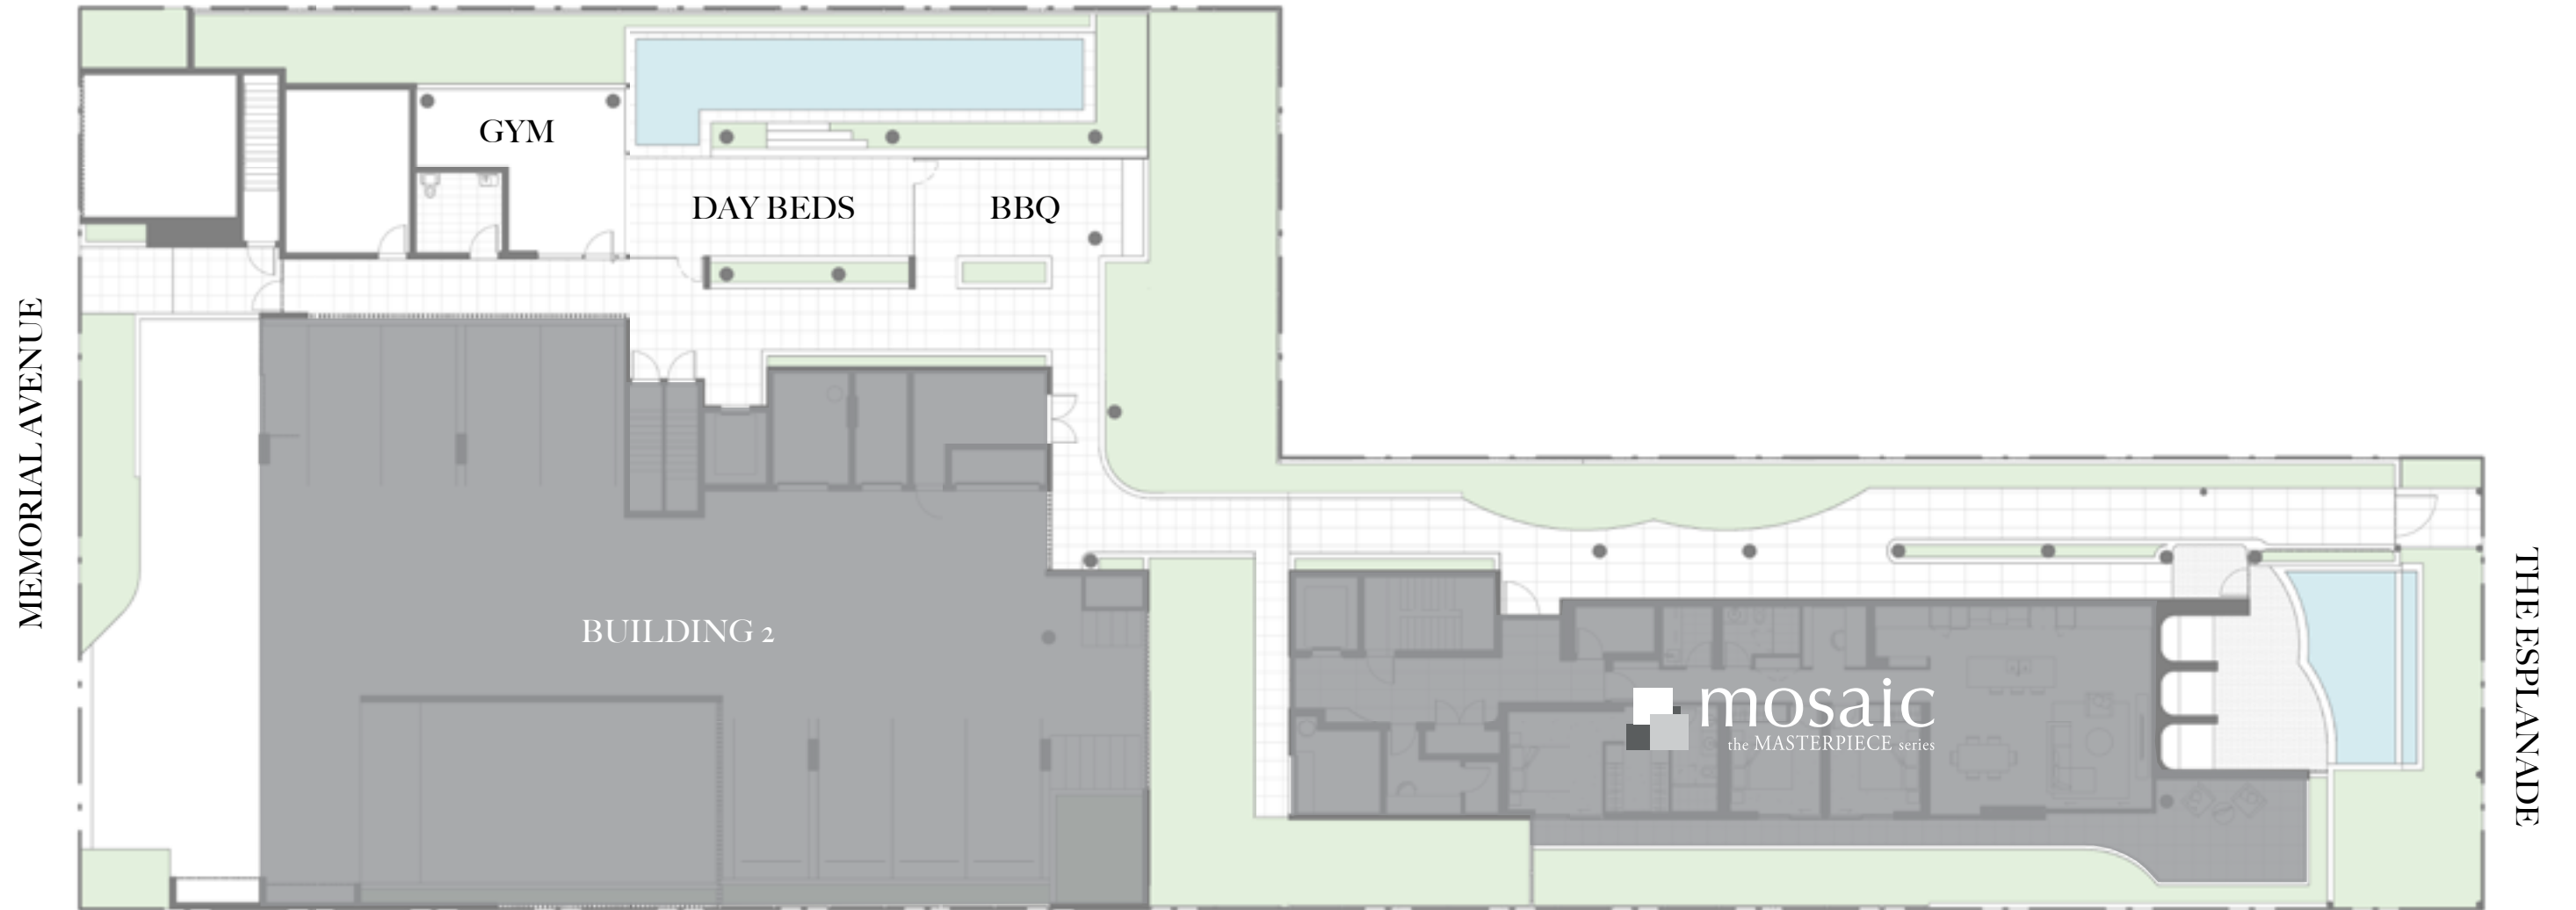 GYM
DAY BEDS
BBQ
MEMORIAL AVENUE
BUILDING 2
mosaic
the MASTERPIECE series
THE ESPLANADE